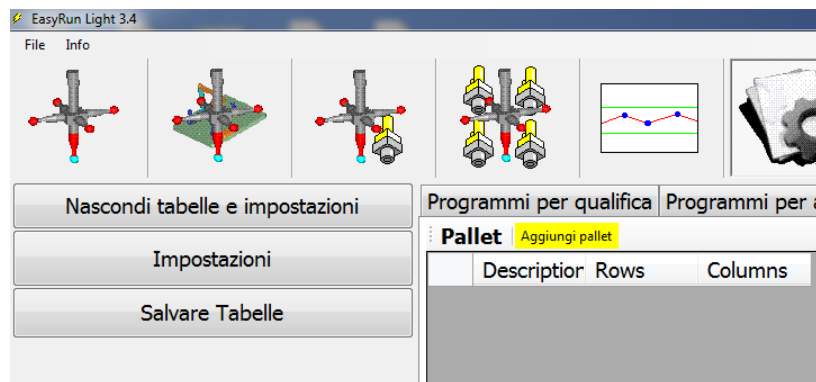 EasyRun Light 3.4
File Info
Nascondi tabelle e impostazioni
Impostazioni
Salvare Tabelle
Programmi per qualifica Programmi per
Pallet Aggiungi pallet
Description Rows Columns